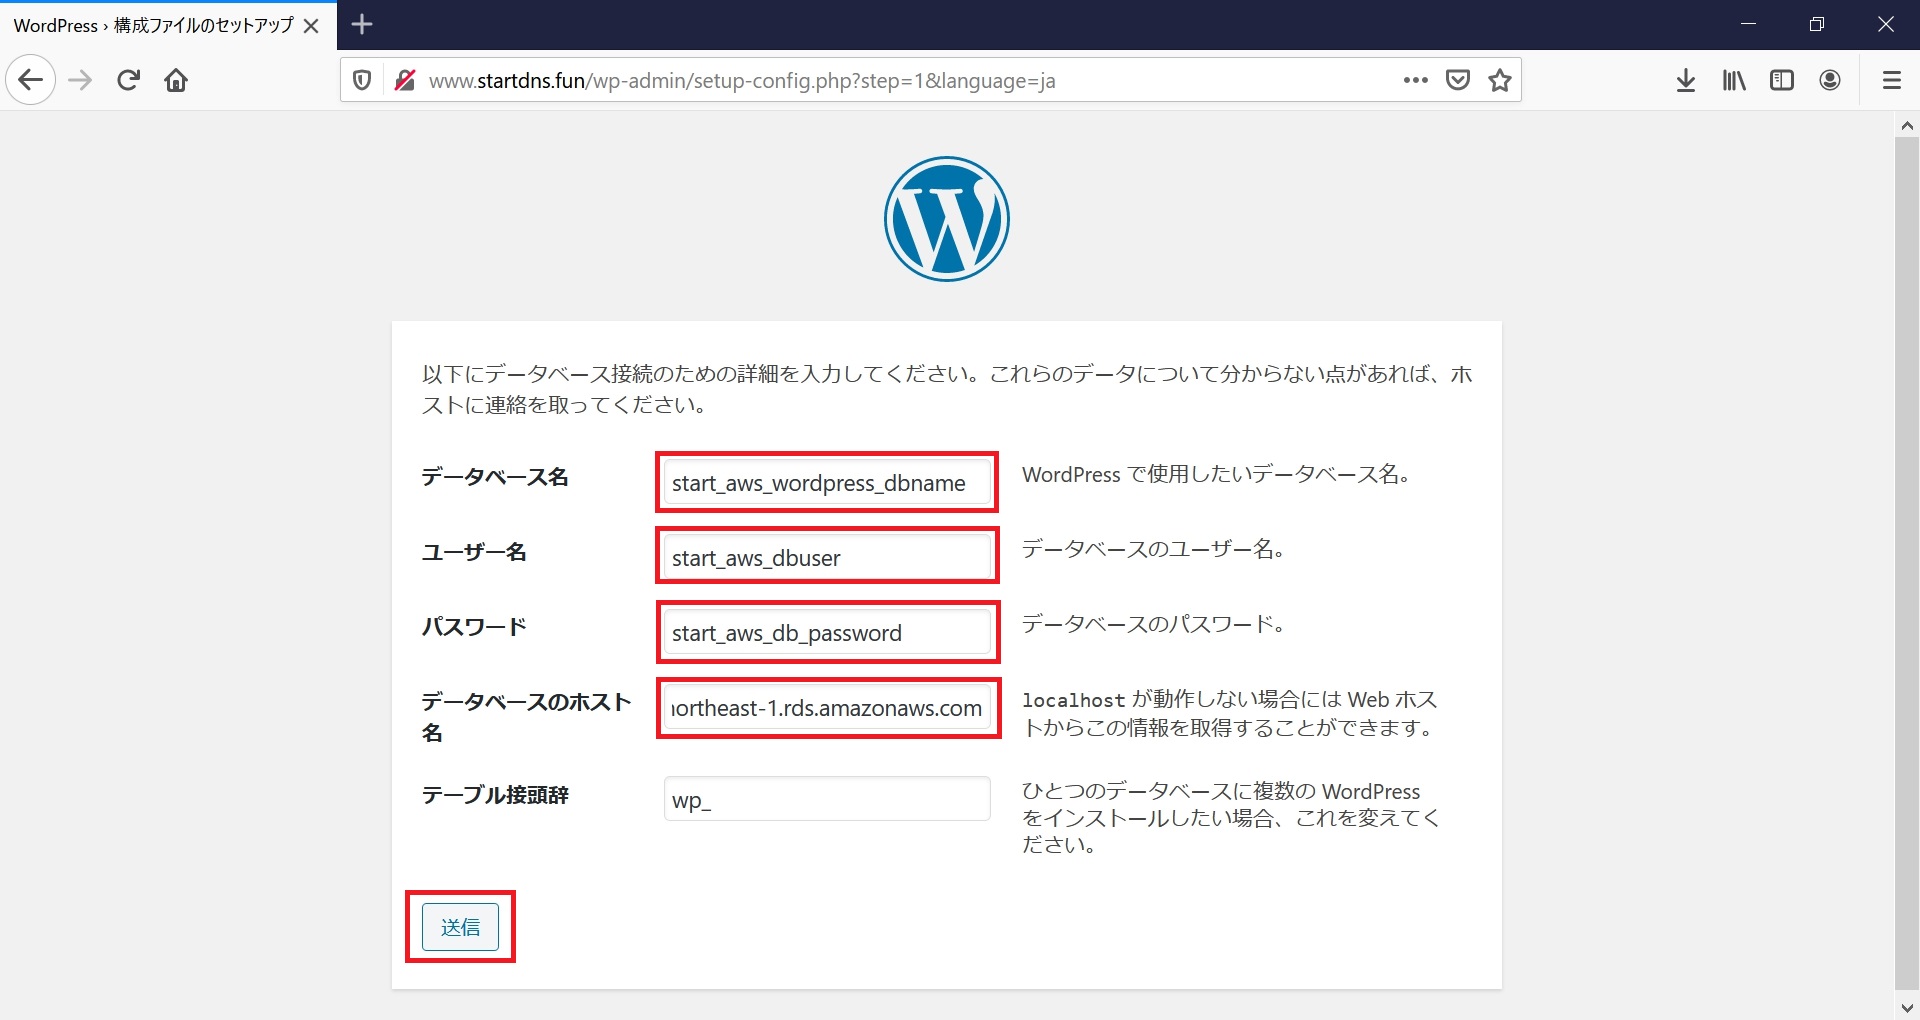 WordPress › 構成ファイルのセットアップ
www.startdns.fun/wp-admin/setup-config.php?step=1&language=ja
以下にデータベース接続のための詳細を入力してください。これらのデータについて分からない点があれば、ホ
ストに連絡を取ってください。
データベース名
start_aws_wordpress_dbname
WordPress で使用したいデータベース名。
ユーザー名
start_aws_dbuser
データベースのユーザー名。
パスワード
start_aws_db_password
データベースのパスワード。
データベースのホスト
名
northeast-1.rds.amazonaws.com
localhost が動作しない場合には Web ホス
トからこの情報を取得することができます。
テーブル接頭辞
wp_
ひとつのデータベースに複数の WordPress
をインストールしたい場合、これを変えてく
ださい。
送信